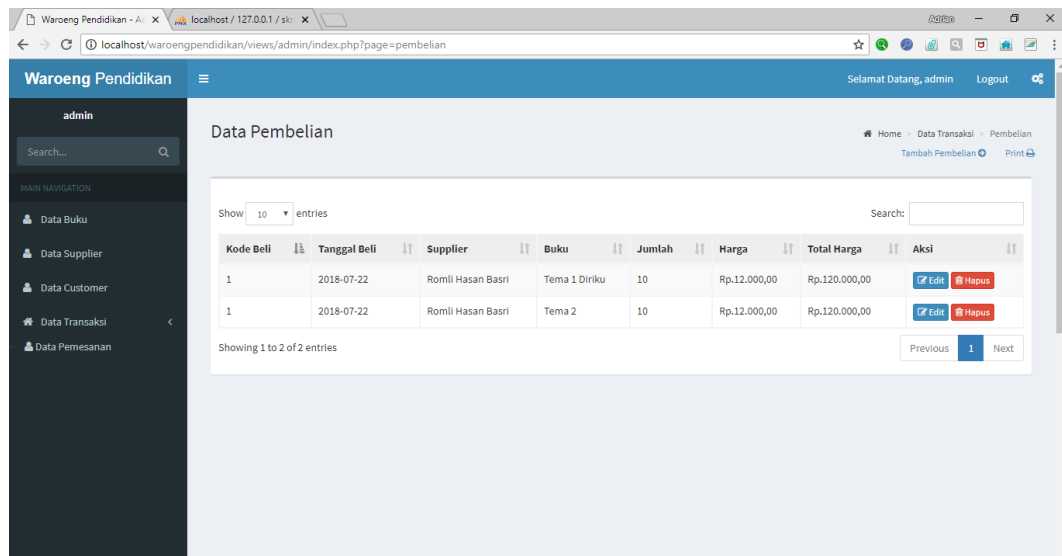 Waroeng Pendidikan - Ad
localhost / 127.0.0.1 / skr
Adrian
localhost/waroengpendidikan/views/admin/index.php?page=pembelian
Waroeng Pendidikan
Selamat Datang, admin Logout
admin
Search...
MAIN NAVIGATION
Data Buku
Data Supplier
Data Customer
Data Transaksi
Data Pemesanan
Data Pembelian
Home > Data Transaksi > Pembelian
Tambah Pembelian Print
Show 10 entries Search:
Kode Beli Tanggal Beli Supplier Buku Jumlah Harga Total Harga Aksi
1 2018-07-22 Romli Hasan Basri Tema 1 Diriku 10 Rp.12.000,00 Rp.120.000,00 Edit Hapus
1 2018-07-22 Romli Hasan Basri Tema 2 10 Rp.12.000,00 Rp.120.000,00 Edit Hapus
Showing 1 to 2 of 2 entries Previous 1 Next